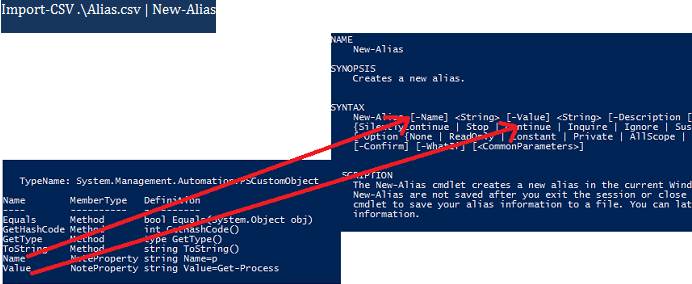 Import-CSV .\Alias.csv | New-Alias
NAME
New-Alias
SYNOPSIS
Creates a new alias.
SYNTAX
New-Alias [-Name] <String> [-Value] <String> [-Description [
{SilentlyContinue | Stop | Continue | Inquire | Ignore | Sus
-Option {None | ReadOnly | Constant | Private | AllScope |
[-Confirm] [-WhatIf] [<CommonParameters>]
SCRIPTION
The New-Alias cmdlet creates a new alias in the current Wind
New-Alias are not saved after you exit the session or close
cmdlet to save your alias information to a file. You can lat
information.
TypeName: System.Management.Automation.PSCustomObject
Name MemberType Definition
---- ---------- ----------
Equals Method bool Equals(System.Object obj)
GetHashCode Method int GetHashCode()
GetType Method type GetType()
ToString Method string ToString()
Name NoteProperty string Name=p
Value NoteProperty string Value=Get-Process